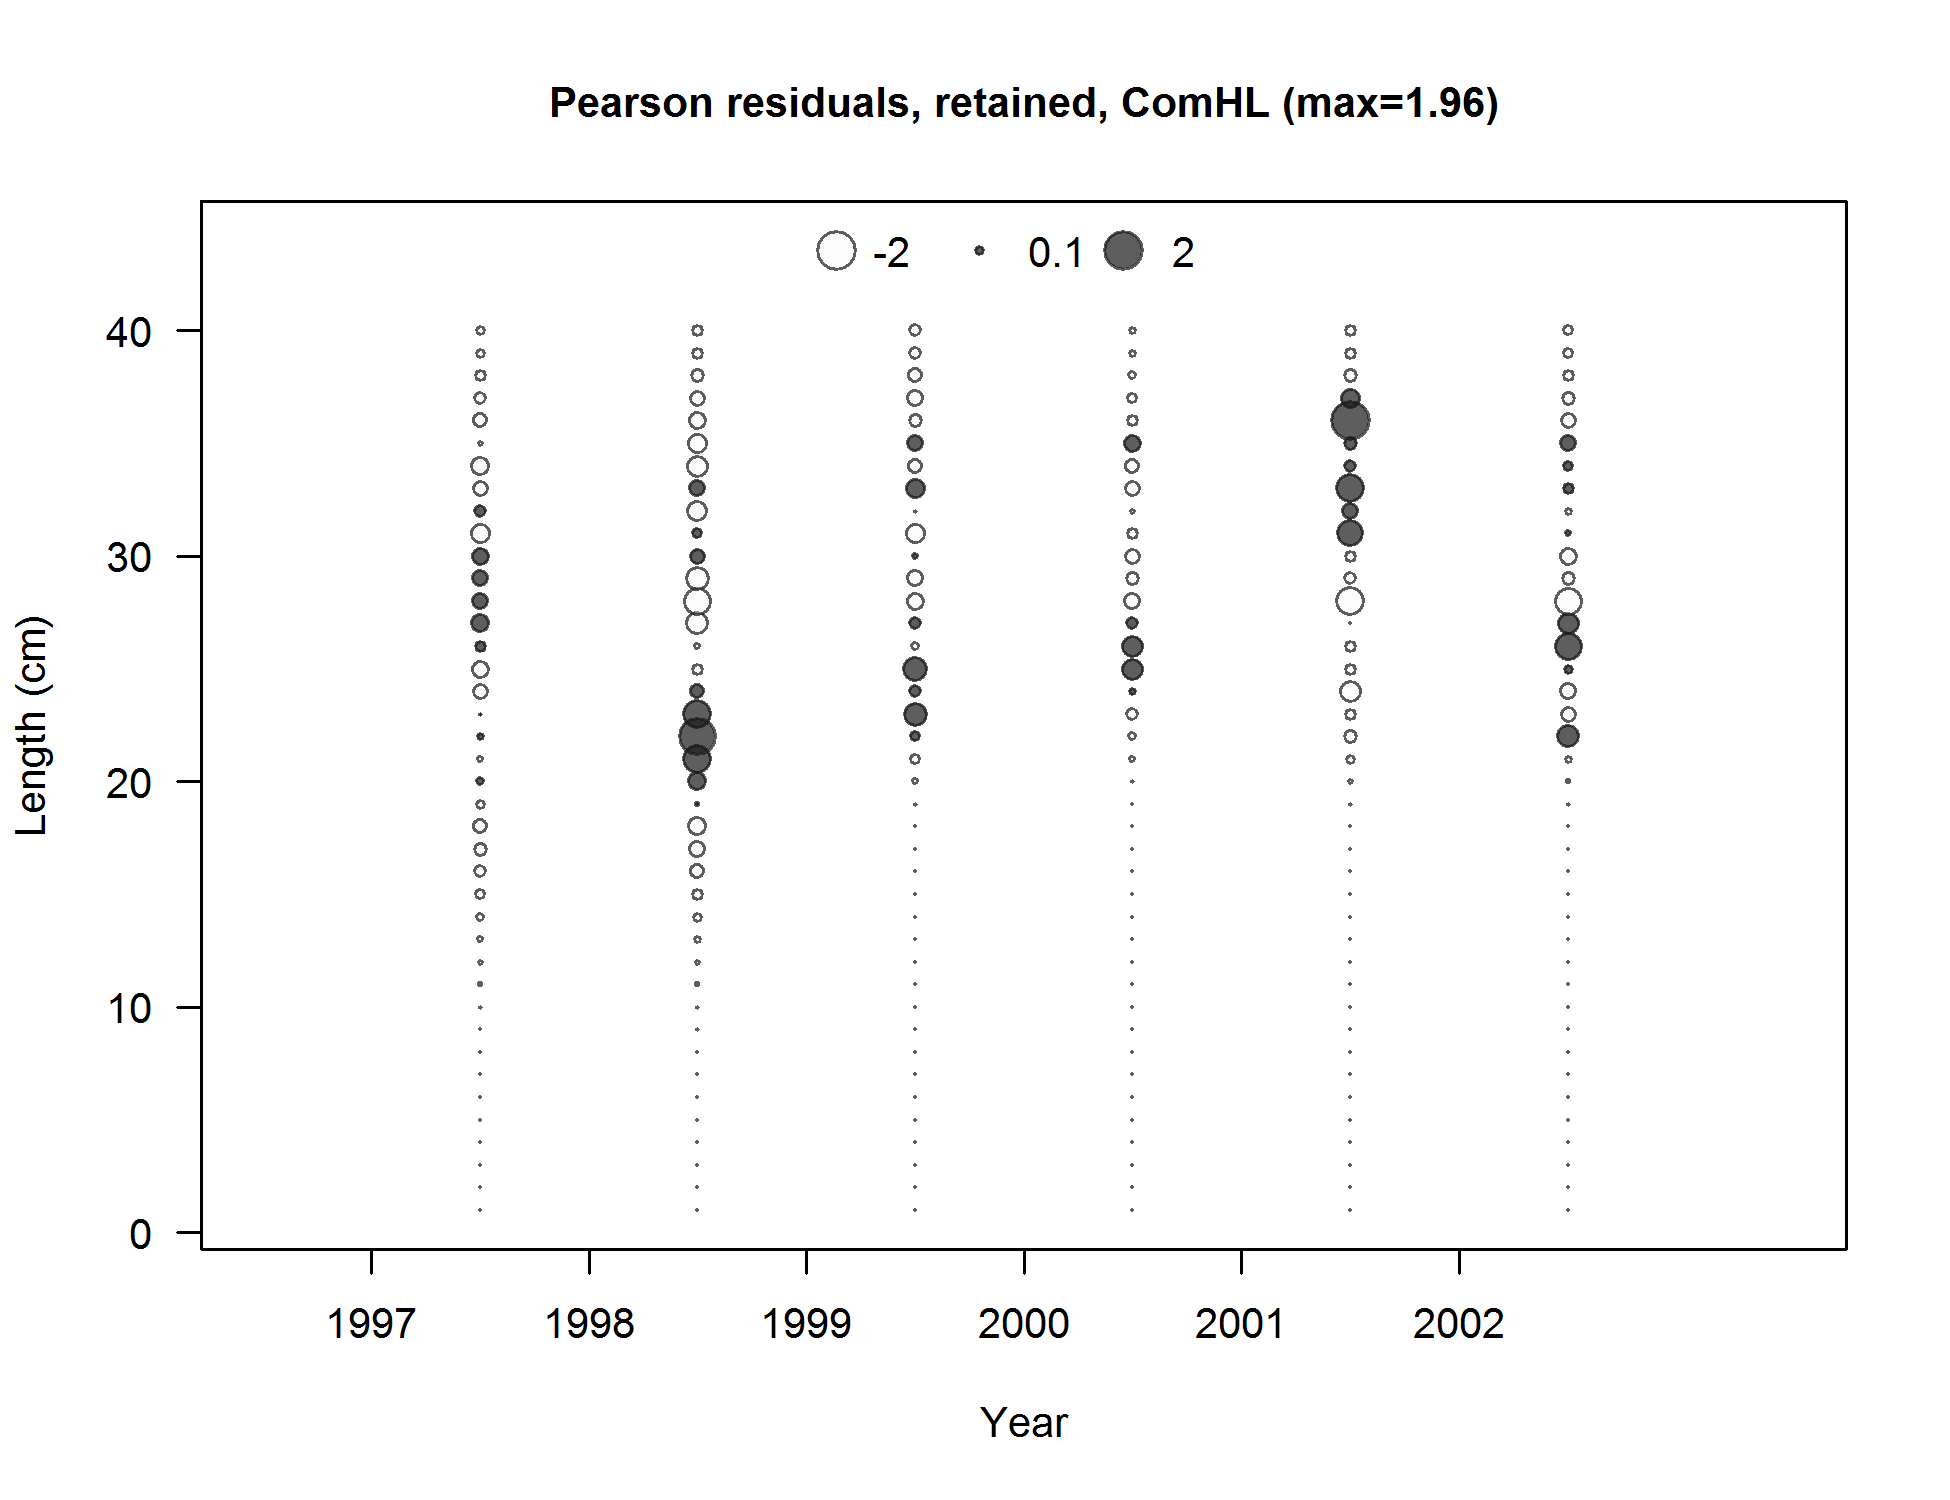 Pearson residuals, retained, ComHL (max=1.96)
-2 0.1 2
40
30
20
10
0
Length (cm)
1997 1998 1999 2000 2001 2002
Year